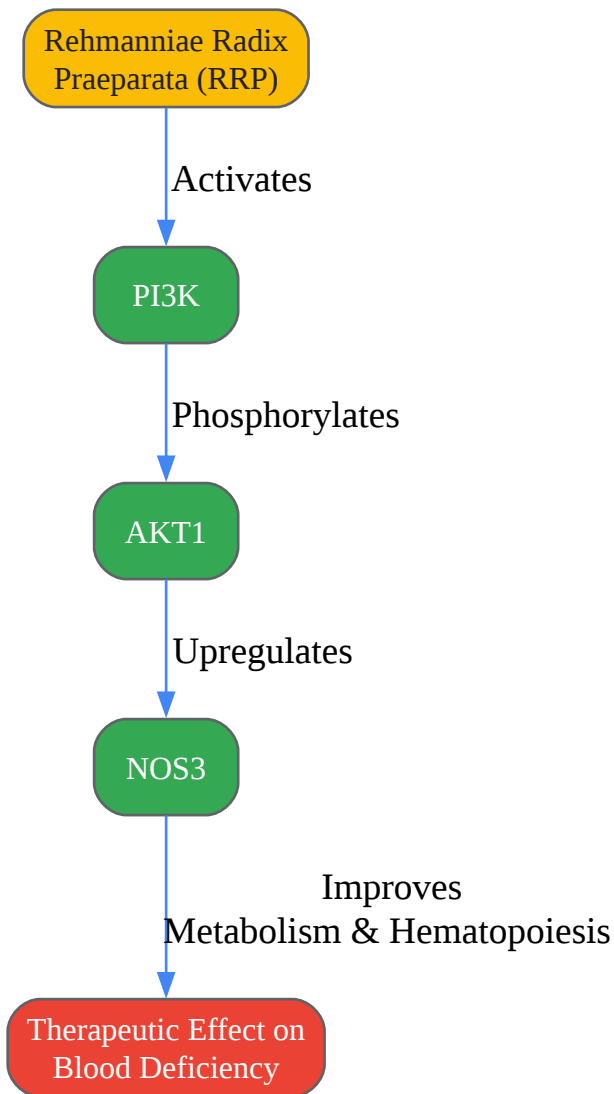 Rehmanniae Radix
Praeparata (RRP)
Activates
PI3K
Phosphorylates
AKT1
Upregulates
NOS3
Improves
Metabolism & Hematopoiesis
Therapeutic Effect on
Blood Deficiency